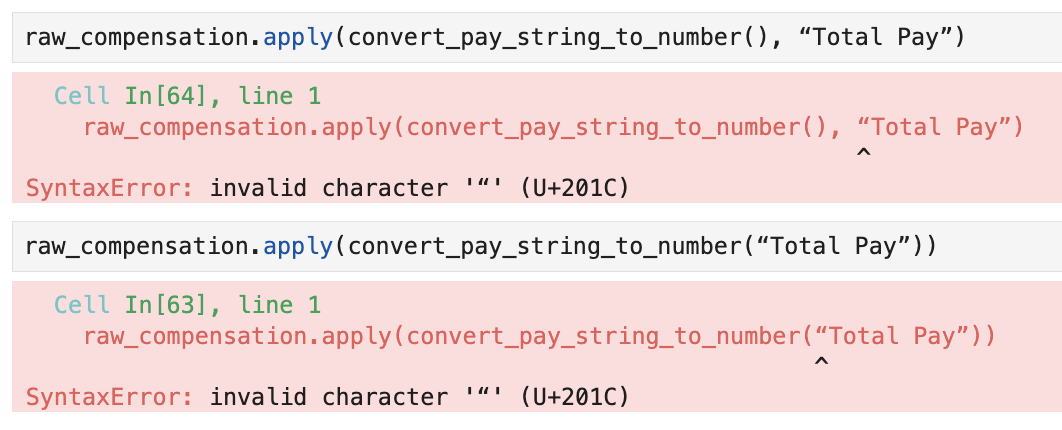 raw_compensation.apply(convert_pay_string_to_number(), “Total Pay”)
Cell In[64], line 1
raw_compensation.apply(convert_pay_string_to_number(), “Total Pay”)
^
SyntaxError: invalid character '“' (U+201C)
raw_compensation.apply(convert_pay_string_to_number(“Total Pay”))
Cell In[63], line 1
raw_compensation.apply(convert_pay_string_to_number(“Total Pay”))
^
SyntaxError: invalid character '“' (U+201C)